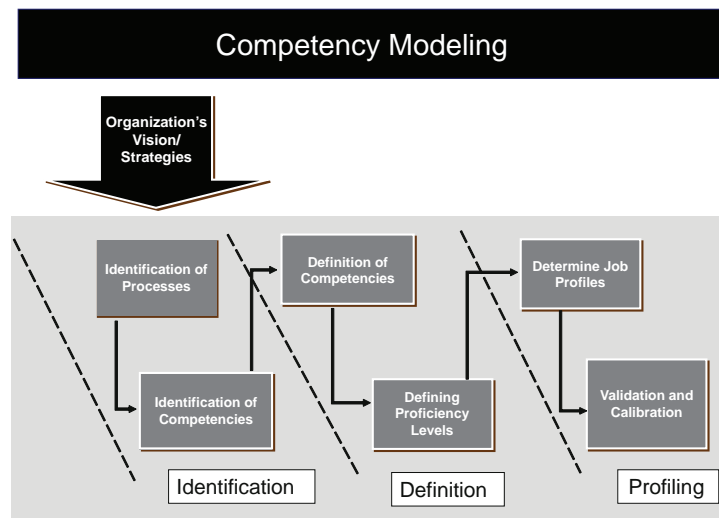 Competency Modeling
Organization's
Vision/
Strategies
Identification of
Processes
Identification of
Competencies
Definition of
Competencies
Defining
Proficiency
Levels
Determine Job
Profiles
Validation and
Calibration
Identification
Definition
Profiling